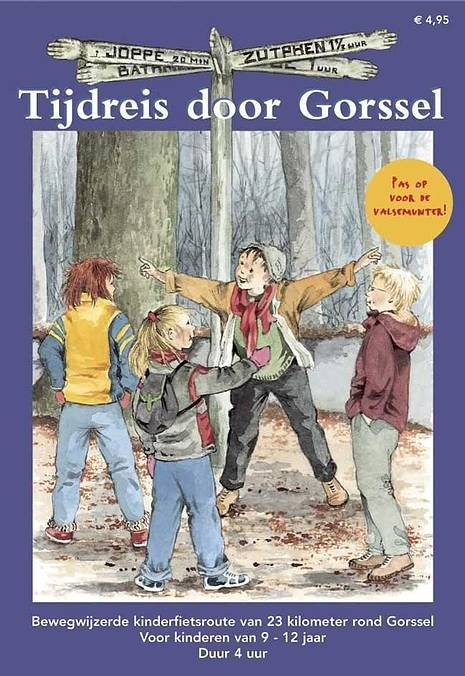 € 4,95
JOPPE 20 MIN
ZUTPHEN 1½ UUR
1 UUR
Tijdreis door Gorssel
PAS OP
VOOR DE
VALSEMUNTER!
Bewegwijzerde kinderfietsroute van 23 kilometer rond Gorssel
Voor kinderen van 9 - 12 jaar
Duur 4 uur